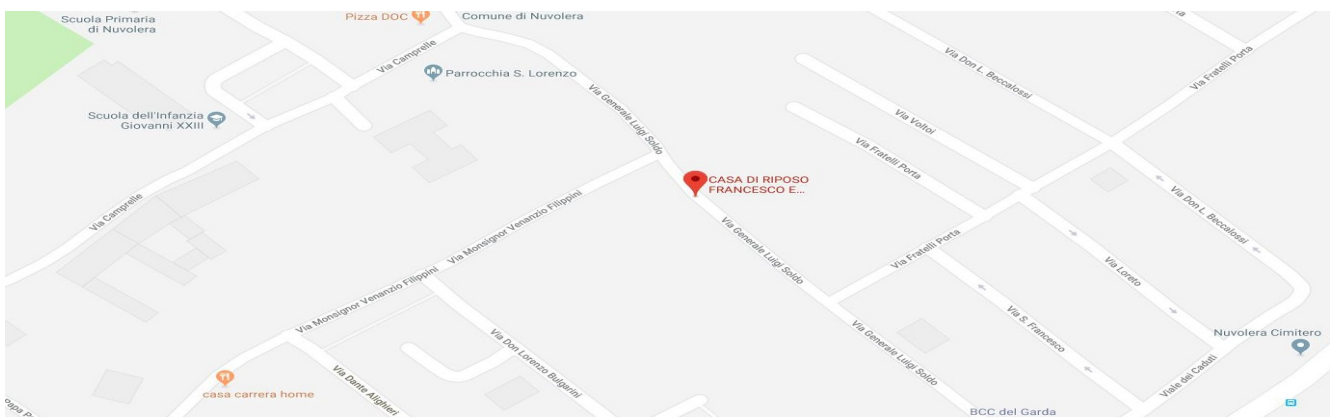 Scuola Primaria
di Nuvolera
Pizza DOC
Comune di Nuvolera
Via Camprelle
Parrocchia S. Lorenzo
Via Generale Luigi Soldo
Scuola dell'Infanzia
Giovanni XXIII
Via Don L. Beccalossi
Via Fratelli Porta
Via Voltoi
Via Fratelli Porta
CASA DI RIPOSO
FRANCESCO E...
Via Camprelle
Via Monsignor Venanzio Filippini
Via Generale Luigi Soldo
Via Fratelli Porta
Via Don L. Beccalossi
Via Loreto
Via Monsignor Venanzio Filippini
Via S. Francesco
Via Generale Luigi Soldo
Via Don Lorenzo Bulgarini
Via Dante Alighieri
Nuvolera Cimitero
Viale dei Caduti
casa carrera home
BCC del Garda